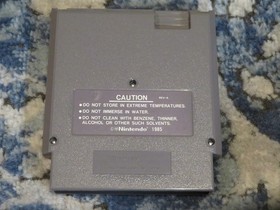 CAUTION
●DO NOT STORE IN EXTREME TEMPERATURES.
●DO NOT IMMERSE IN WATER.
●DO NOT CLEAN WITH BENZENE, THINNER,
ALCOHOL OR OTHER SUCH SOLVENTS.
Nintendo 1985